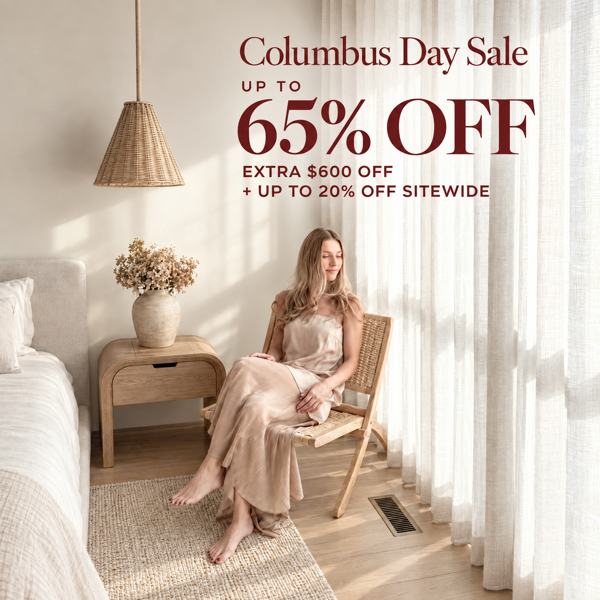 Columbus Day Sale
UP TO
65% OFF
EXTRA $600 OFF
+ UP TO 20% OFF SITEWIDE